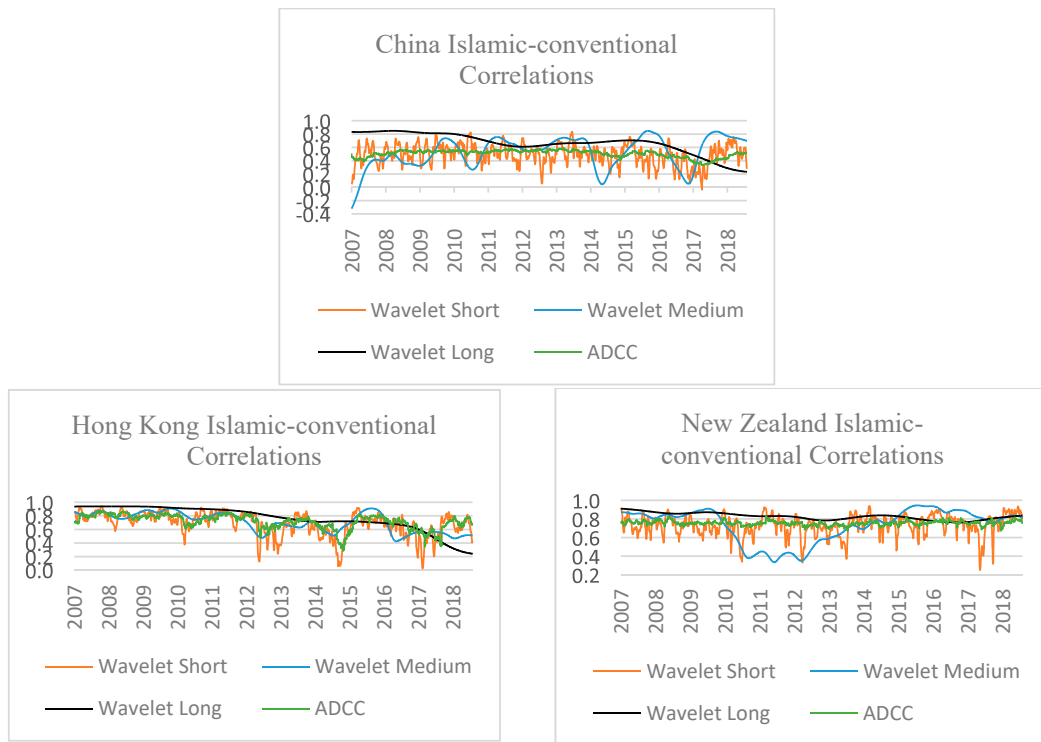 China Islamic-conventional
Correlations
1.0
0.8
0.6
0.4
0.2
0.0
-0.2
-0.4
2007 2008 2009 2010 2011 2012 2013 2014 2015 2016 2017 2018
Wavelet Short Wavelet Medium
Wavelet Long ADCC
Hong Kong Islamic-conventional
Correlations
1.0
0.8
0.6
0.4
0.2
0.0
2007 2008 2009 2010 2011 2012 2013 2014 2015 2016 2017 2018
Wavelet Short Wavelet Medium
Wavelet Long ADCC
New Zealand Islamic-
conventional Correlations
1.0
0.8
0.6
0.4
0.2
2007 2008 2009 2010 2011 2012 2013 2014 2015 2016 2017 2018
Wavelet Short Wavelet Medium
Wavelet Long ADCC